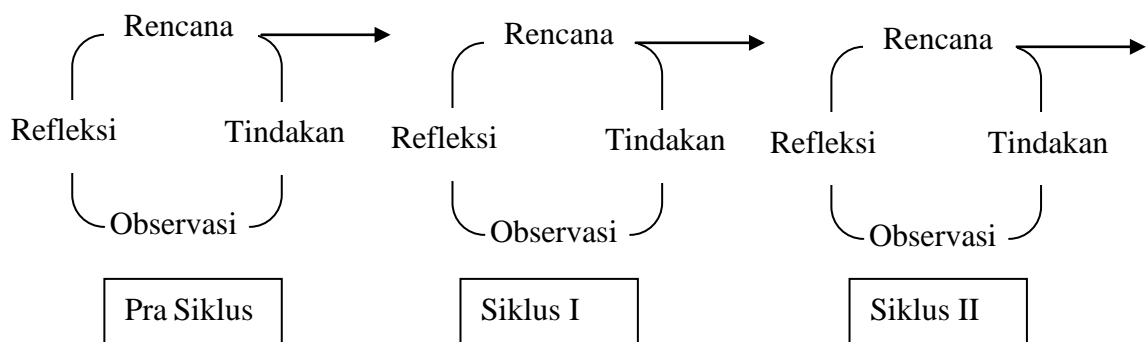 Rencana
Refleksi
Tindakan
Observasi
Pra Siklus
Rencana
Refleksi
Tindakan
Observasi
Siklus I
Rencana
Refleksi
Tindakan
Observasi
Siklus II